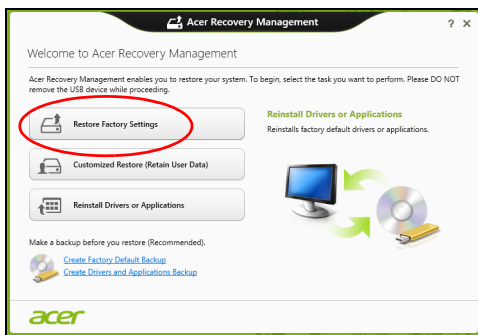 Acer Recovery Management
? X
Welcome to Acer Recovery Management
Acer Recovery Management enables you to restore your system. To begin, select the task you want to perform. Please DO NOT
remove the USB device while proceeding.
Restore Factory Settings
Customized Restore (Retain User Data)
Reinstall Drivers or Applications
Reinstall Drivers or Applications
Reinstalls factory default drivers or applications.
Make a backup before you restore (Recommended).
Create Factory Default Backup
Create Drivers and Applications Backup
acer